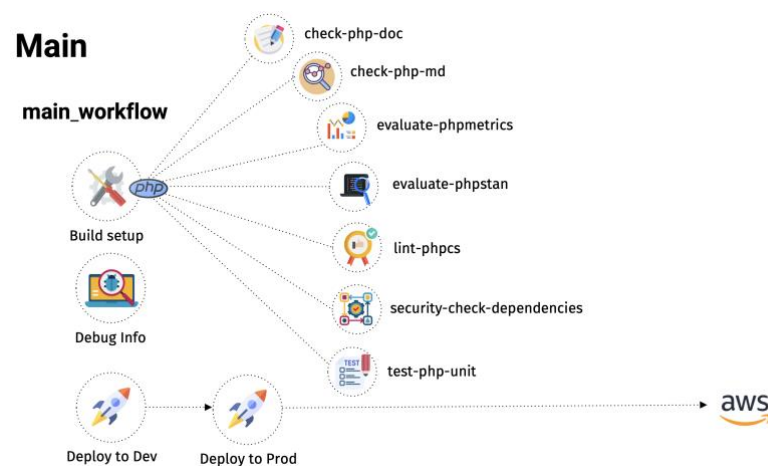 Main
main_workflow
check-php-doc
check-php-md
evaluate-phpmetrics
evaluate-phpstan
lint-phpcs
security-check-dependencies
test-php-unit
php
Build setup
Debug Info
TEST
Deploy to Dev
Deploy to Prod
aws